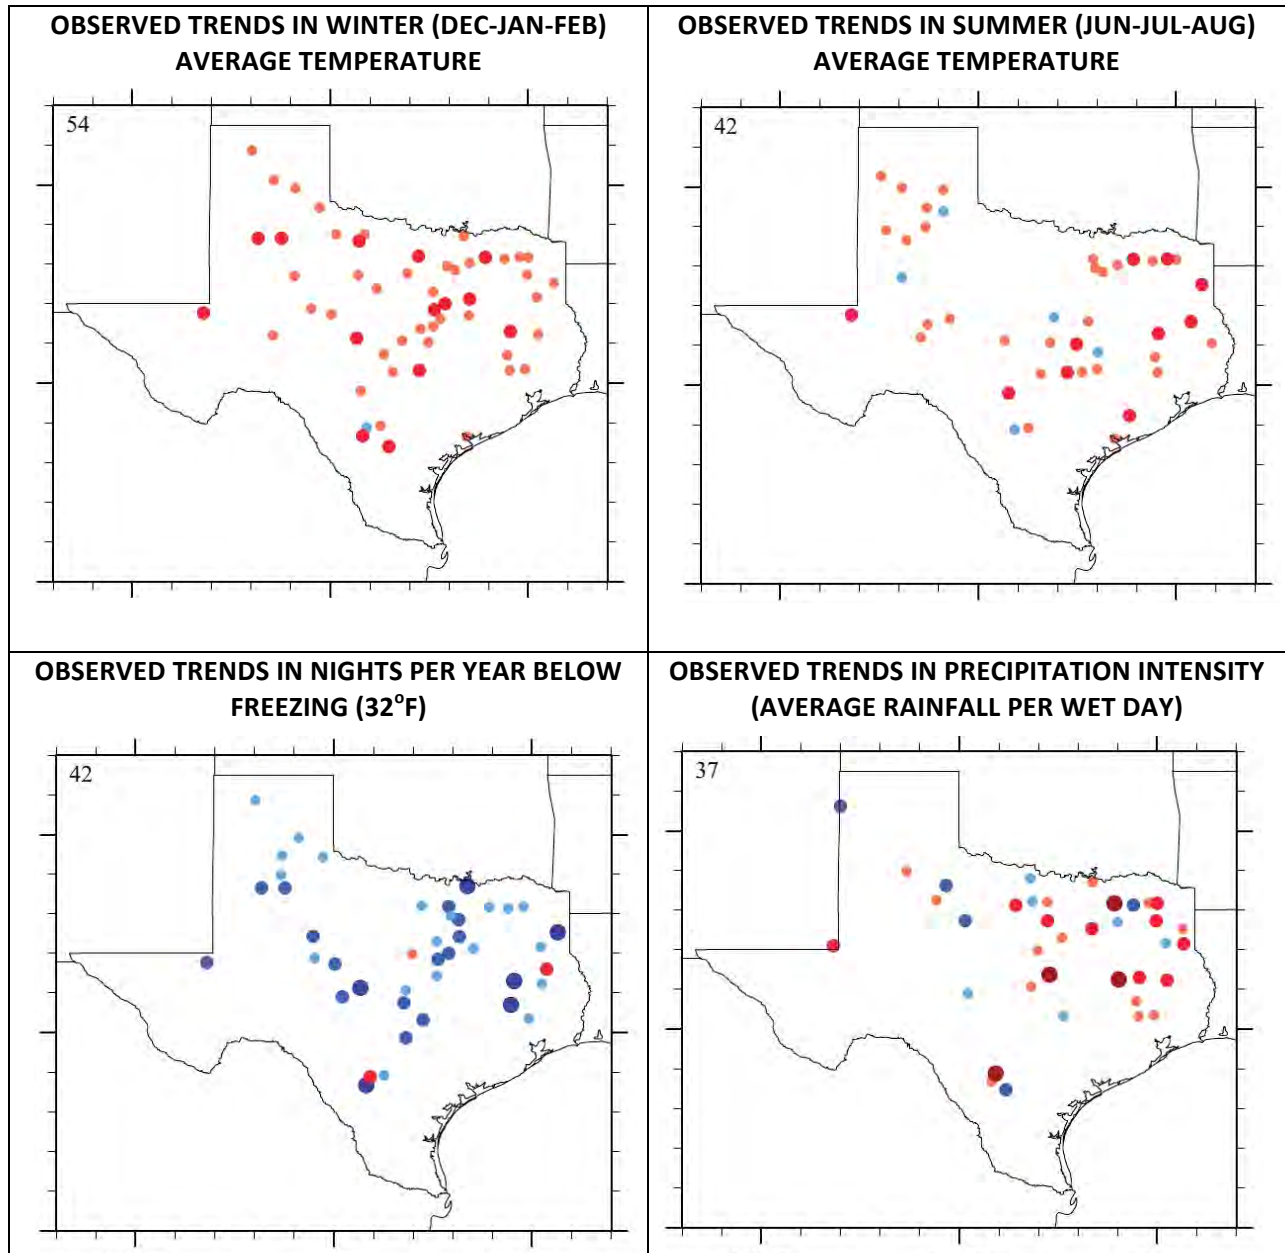 OBSERVED TRENDS IN WINTER (DEC-JAN-FEB)
AVERAGE TEMPERATURE
54
OBSERVED TRENDS IN SUMMER (JUN-JUL-AUG)
AVERAGE TEMPERATURE
42
OBSERVED TRENDS IN NIGHTS PER YEAR BELOW
FREEZING (32°F)
42
OBSERVED TRENDS IN PRECIPITATION INTENSITY
(AVERAGE RAINFALL PER WET DAY)
37